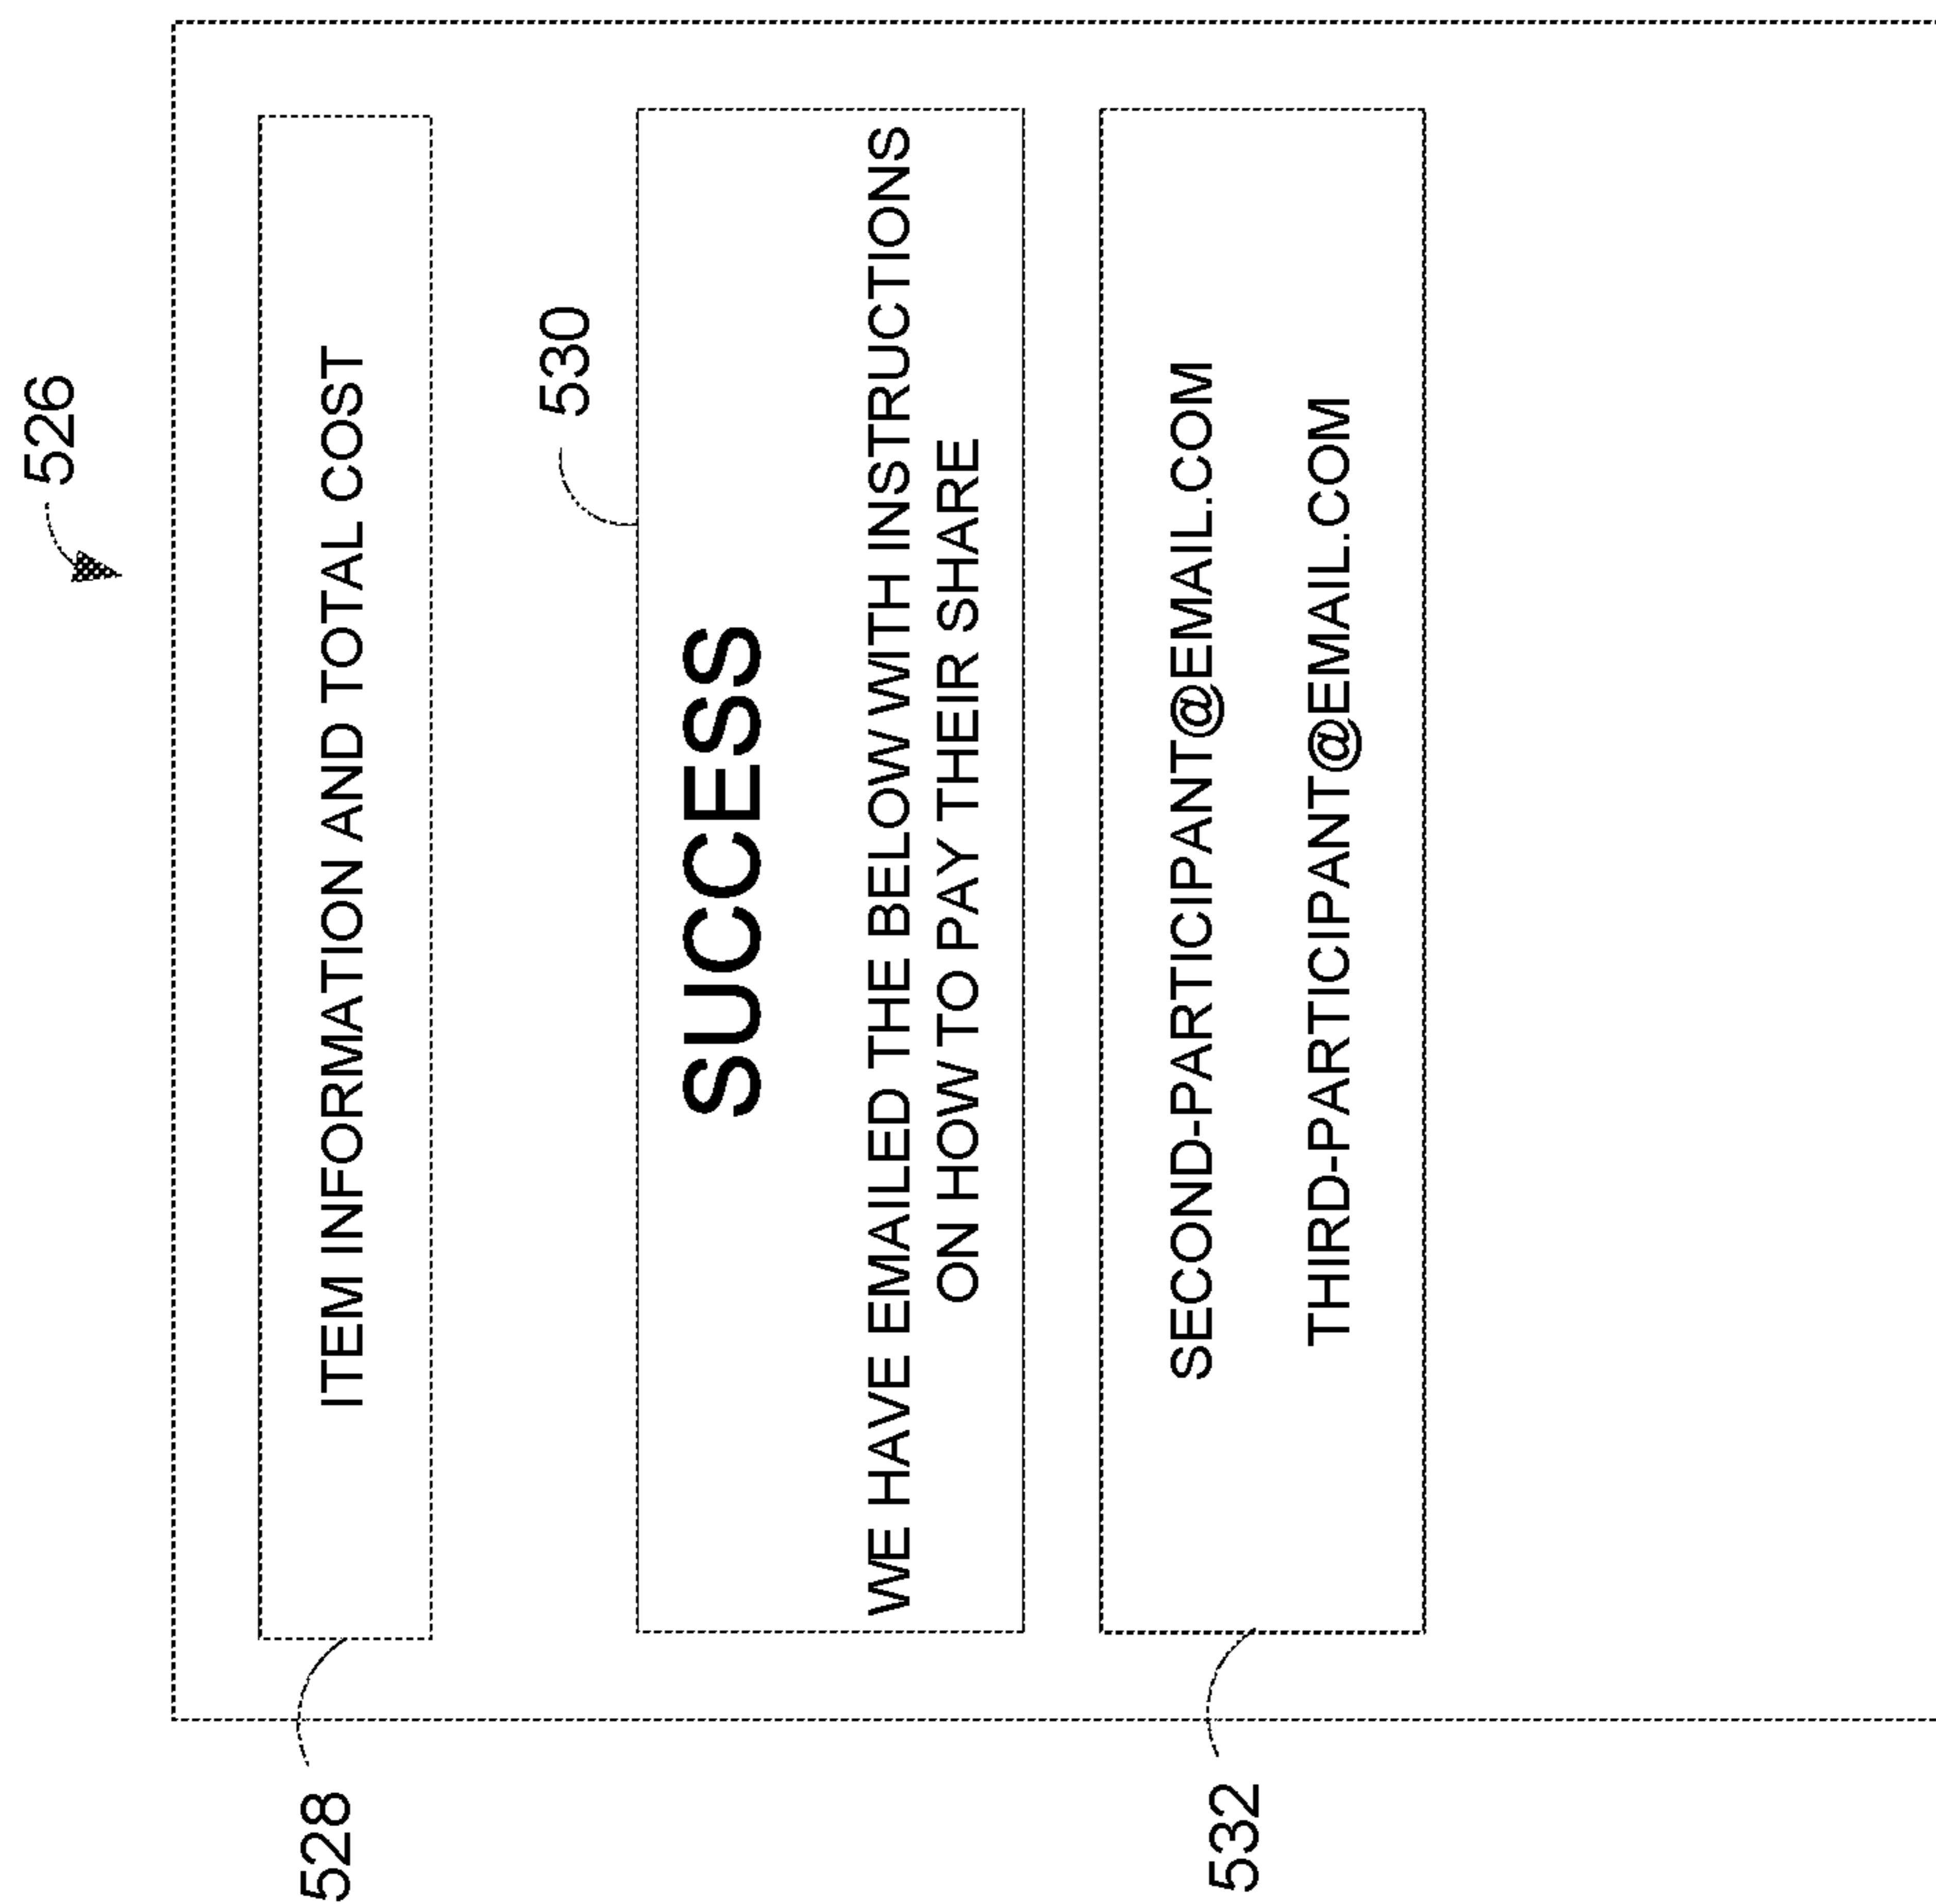 526
528
ITEM INFORMATION AND TOTAL COST
530
SUCCESS
WE HAVE EMAILED THE BELOW WITH INSTRUCTIONS
ON HOW TO PAY THEIR SHARE
532
SECOND-PARTICIPANT@EMAIL.COM
THIRD-PARTICIPANT@EMAIL.COM